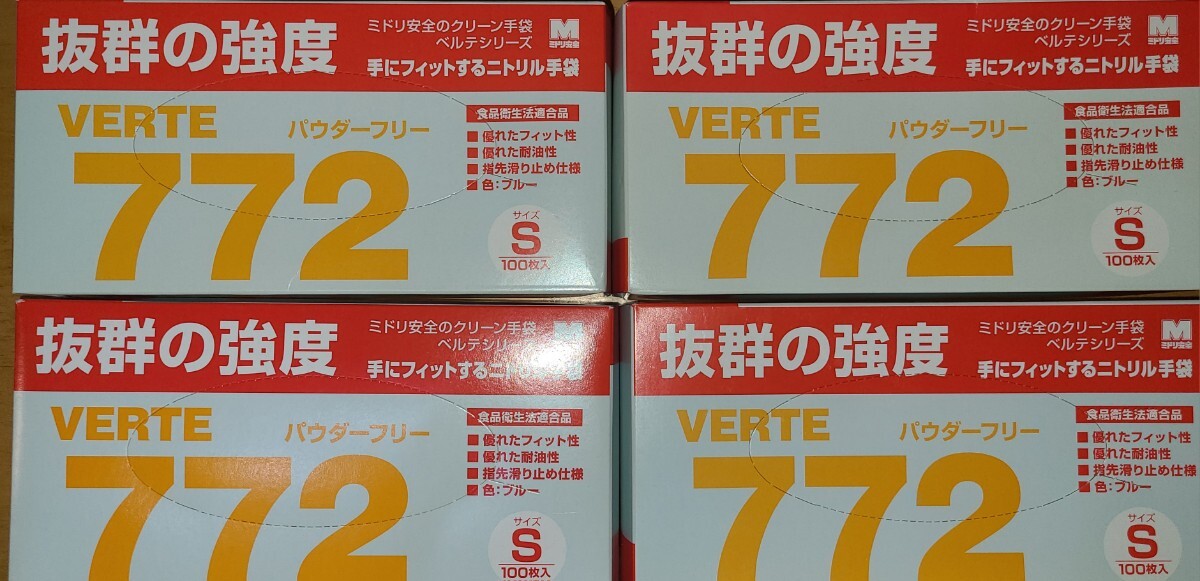 抜群の強度
ミドリ安全のクリーン手袋
ベルテシリーズ
M
ミドリ安全
手にフィットするニトリル手袋
VERTE
パウダーフリー
772
食品衛生法適合品
■優れたフィット性
■優れた耐油性
■指先滑り止め仕様
■色:ブルー
サイズ
S
100枚入
抜群の強度
ミドリ安全のクリーン手袋
ベルテシリーズ
M
ミドリ安全
手にフィットするニトリル手袋
VERTE
パウダーフリー
772
食品衛生法適合品
■優れたフィット性
■優れた耐油性
■指先滑り止め仕様
■色:ブルー
サイズ
S
100枚入
抜群の強度
ミドリ安全のクリーン手袋
ベルテシリーズ
M
ミドリ安全
手にフィットするニトリル手袋
VERTE
パウダーフリー
772
食品衛生法適合品
■優れたフィット性
■優れた耐油性
■指先滑り止め仕様
■色:ブルー
サイズ
S
100枚入
抜群の強度
ミドリ安全のクリーン手袋
ベルテシリーズ
M
ミドリ安全
手にフィットするニトリル手袋
VERTE
パウダーフリー
772
食品衛生法適合品
■優れたフィット性
■優れた耐油性
■指先滑り止め仕様
■色:ブルー
サイズ
S
100枚入